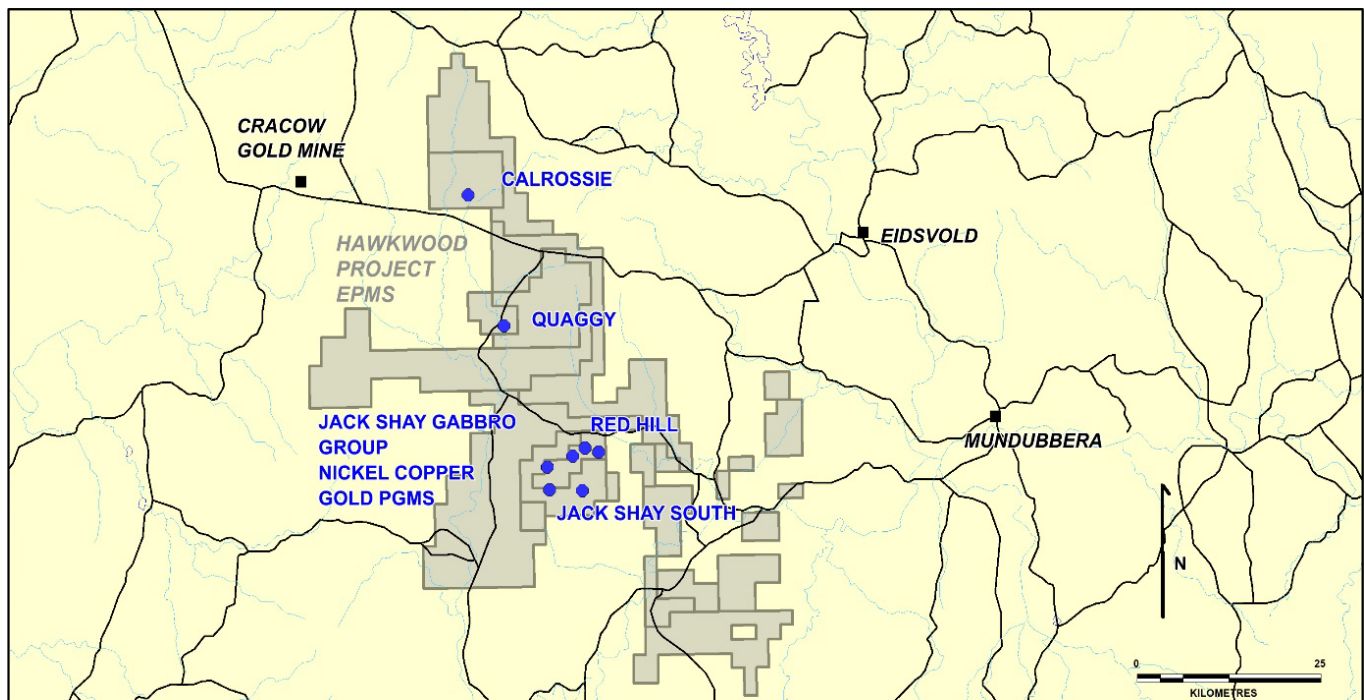 CRACOW
GOLD MINE
CALROSSIE
HAWKWOOD
PROJECT
EPMS
EIDSVOLD
QUAGGY
JACK SHAY GABBRO
GROUP
NICKEL COPPER
GOLD PGMS
RED HILL
MUNDUBBERA
JACK SHAY SOUTH
N
0 25
KILOMETRES